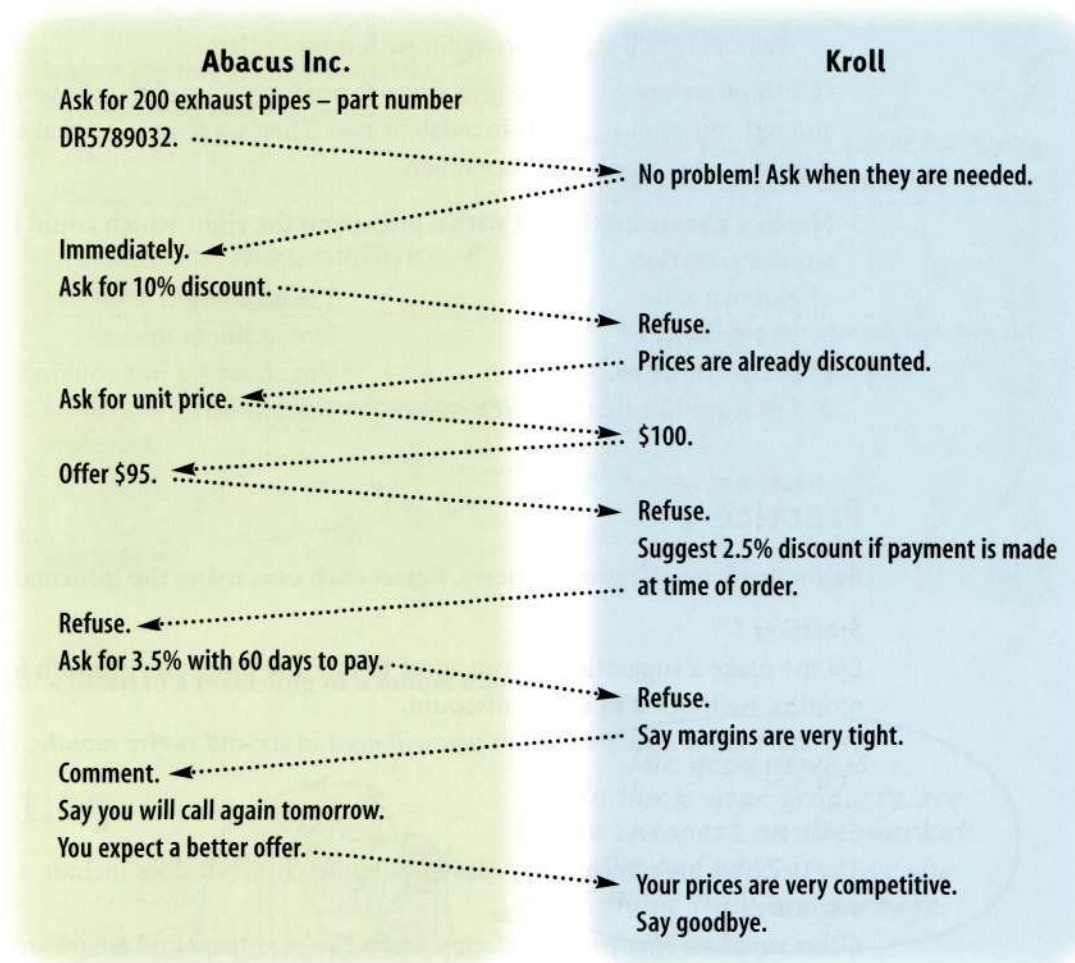 Abacus Inc.
Ask for 200 exhaust pipes – part number
DR5789032.
Kroll
No problem! Ask when they are needed.
Immediately.
Ask for 10% discount.
Refuse.
Prices are already discounted.
Ask for unit price.
$100.
Offer $95.
Refuse.
Suggest 2.5% discount if payment is made
at time of order.
Refuse.
Ask for 3.5% with 60 days to pay.
Refuse.
Say margins are very tight.
Comment.
Say you will call again tomorrow.
You expect a better offer.
Your prices are very competitive.
Say goodbye.